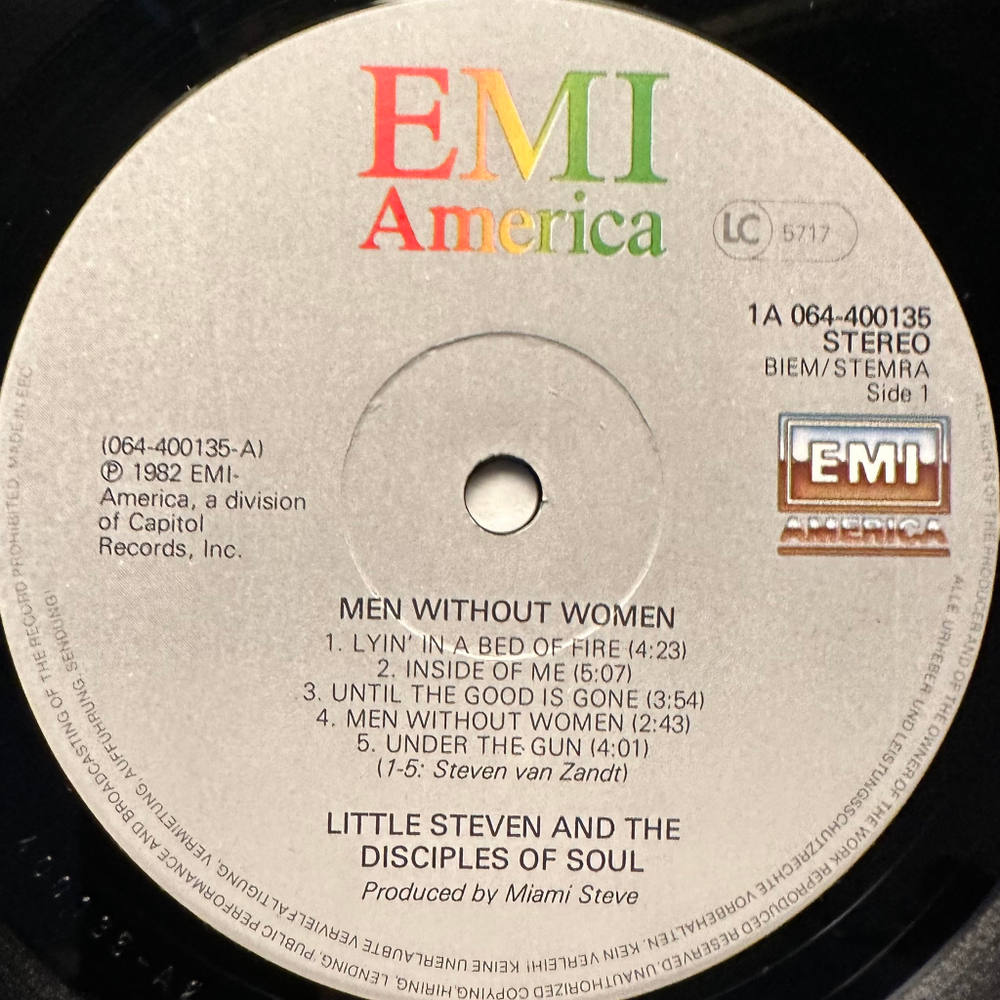 EMI
America
LC 5717
1A 064-400135
STEREO
BIEM/STEMRA
Side 1
EMI
AMERICA
(064-400135-A)
℗ 1982 EMI-
America, a division
of Capitol
Records, Inc.
MEN WITHOUT WOMEN
1. LYIN' IN A BED OF FIRE (4:23)
2. INSIDE OF ME (5:07)
3. UNTIL THE GOOD IS GONE (3:54)
4. MEN WITHOUT WOMEN (2:43)
5. UNDER THE GUN (4:01)
(1-5: Steven van Zandt)
LITTLE STEVEN AND THE
DISCIPLES OF SOUL
Produced by Miami Steve
ALL RIGHTS OF THE PRODUCER AND OF THE OWNER OF THE WORK REPRODUCED RESERVED. UNAUTHORIZED COPYING, HIRING, LENDING, PUBLIC PERFORMANCE AND BROADCASTING OF THE RECORD PROHIBITED. MADE IN EEC
ALLE URHEBER- UND LEISTUNGSSCHUTZRECHTE VORBEHALTEN. KEIN VERLEIH! KEINE UNERLAUBTE VERVIELFÄLTIGUNG, VERMIETUNG, AUFFÜHRUNG, SENDUNG!